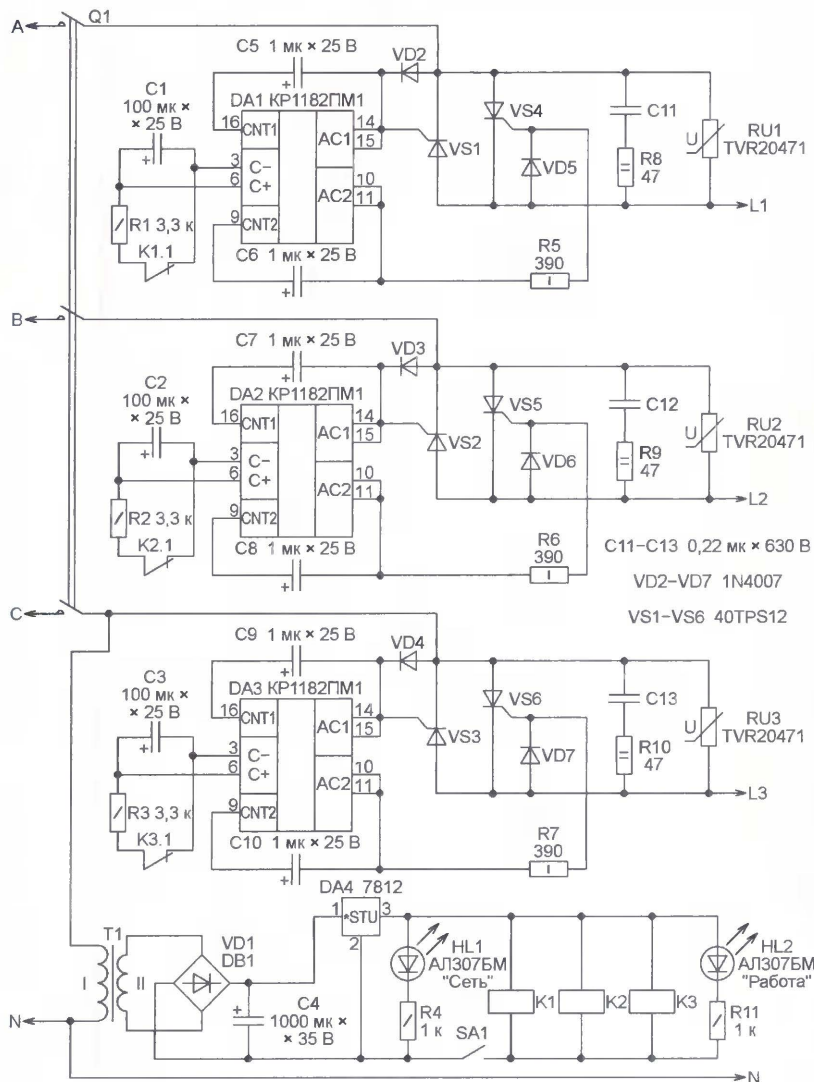 A
Q1
C5 1 мк × 25 В
VD2
C1
100 мк ×
× 25 В
DA1 КР1182ПМ1
16
CNT1
AC1
14
15
3
C−
6
C+
AC2
10
11
9
CNT2
R1 3,3 к
K1.1
C6 1 мк × 25 В
VS1
VS4
VD5
C11
R8
47
U
RU1
TVR20471
L1
R5
390
B
C7 1 мк × 25 В
VD3
C2
100 мк ×
× 25 В
DA2 КР1182ПМ1
16
CNT1
AC1
14
15
3
C−
6
C+
AC2
10
11
9
CNT2
R2 3,3 к
K2.1
C8 1 мк × 25 В
VS2
VS5
VD6
C12
R9
47
U
RU2
TVR20471
L2
R6
390
C11−C13 0,22 мк × 630 В
VD2−VD7 1N4007
VS1−VS6 40TPS12
C
C9 1 мк × 25 В
VD4
C3
100 мк ×
× 25 В
DA3 КР1182ПМ1
16
CNT1
AC1
14
15
3
C−
6
C+
AC2
10
11
9
CNT2
R3 3,3 к
K3.1
C10 1 мк × 25 В
VS3
VS6
VD7
C13
R10
47
U
RU3
TVR20471
L3
R7
390
DA4 7812
1
*STU
3
2
T1
I
II
VD1
DB1
C4
1000 мк ×
× 35 В
HL1
АЛ307БМ
"Сеть"
R4
1 к
SA1
K1
K2
K3
HL2
АЛ307БМ
"Работа"
R11
1 к
N
N